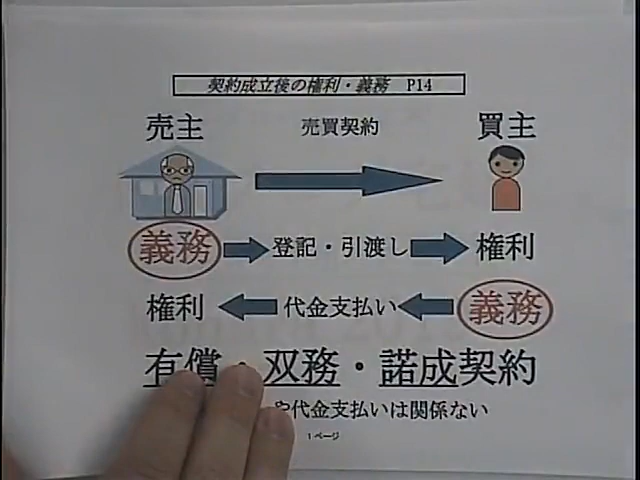 契約成立後の権利・義務 P14
売主 売買契約 買主
義務 登記・引渡し 権利
権利 代金支払い 義務
有償・双務・諾成契約
や代金支払いは関係ない
1ページ